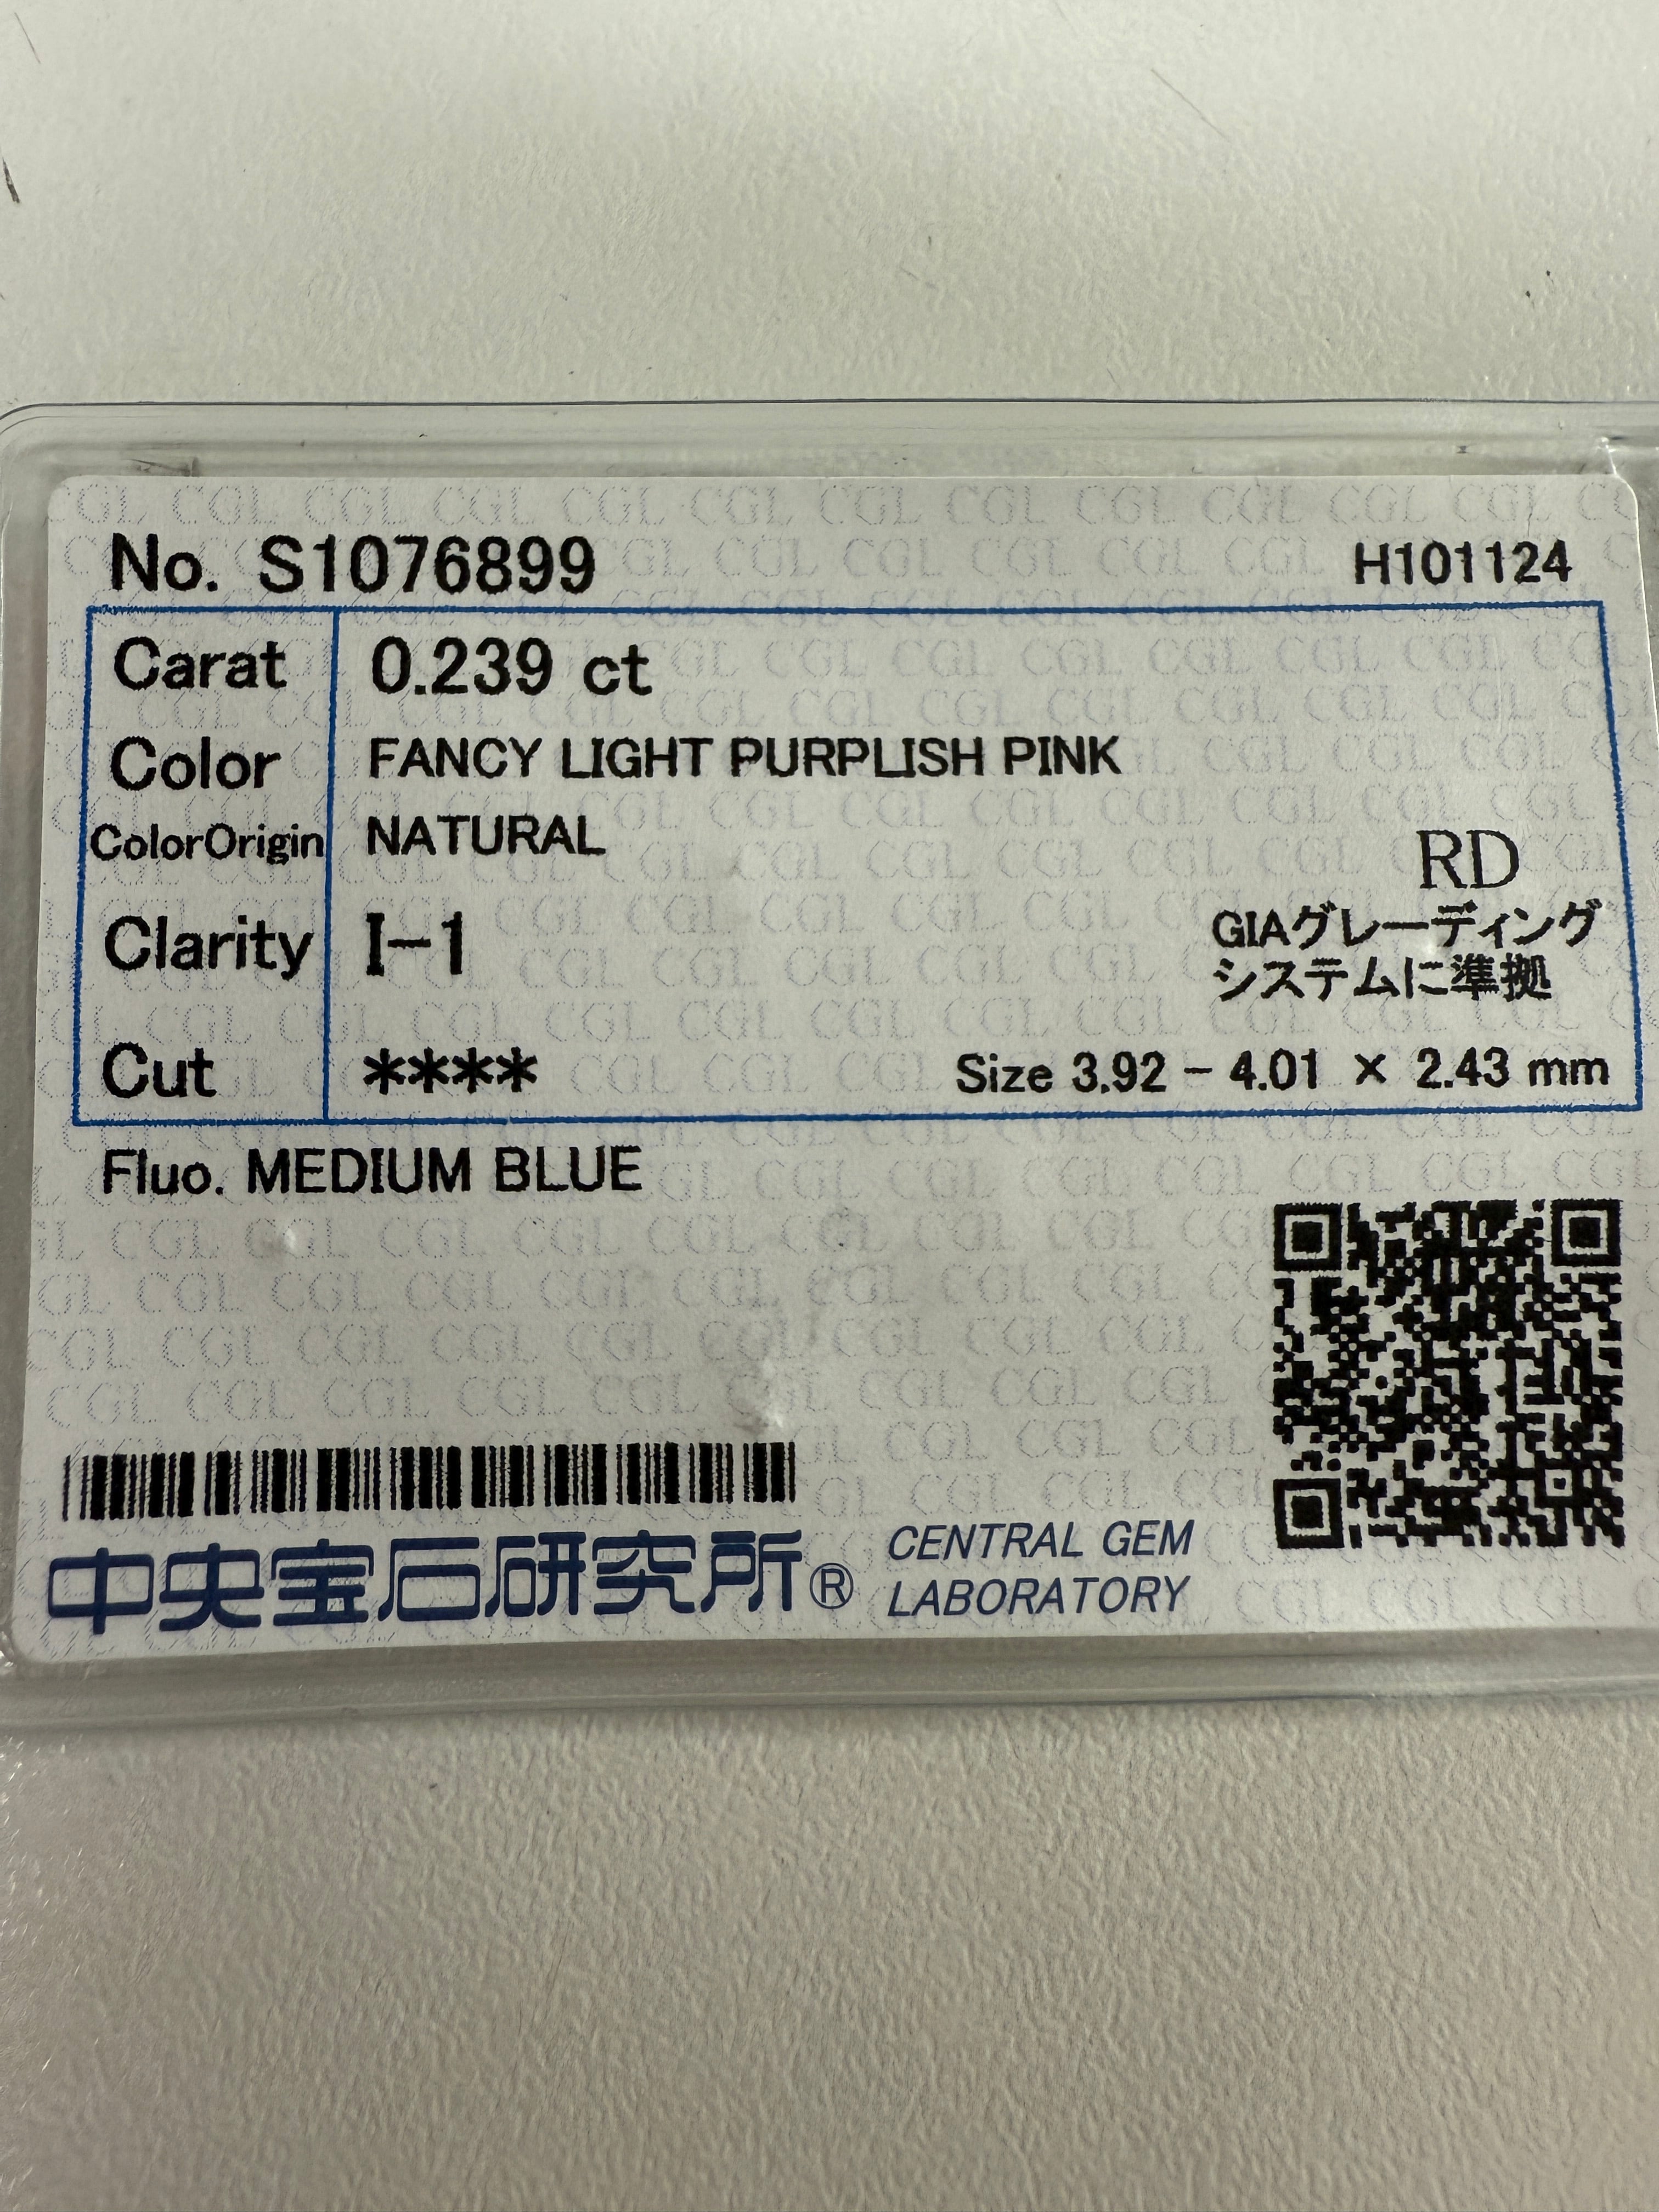 No. S1076899
H101124
Carat 0.239 ct
Color FANCY LIGHT PURPLISH PINK
ColorOrigin NATURAL
RD
Clarity I-1
GIAグレーディング
システムに準拠
Cut ****
Size 3.92 - 4.01 × 2.43 mm
Fluo. MEDIUM BLUE
中央宝石研究所®
CENTRAL GEM
LABORATORY